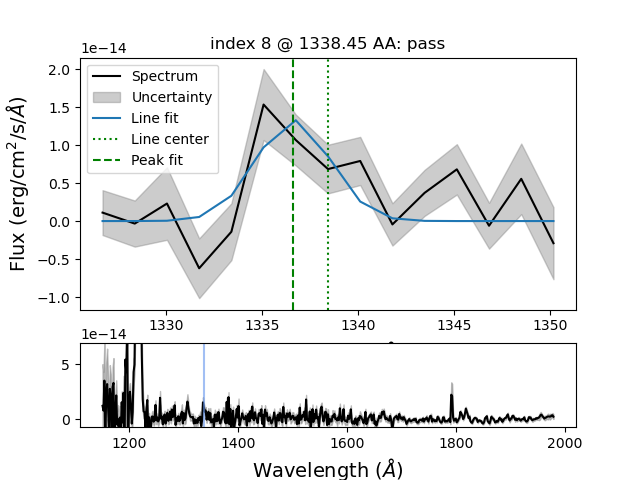 index 8 @ 1338.45 AA: pass
1e−14
Spectrum
Uncertainty
Line fit
Line center
Peak fit
2.0
1.5
1.0
0.5
0.0
−0.5
−1.0
Flux (erg/cm²/s/Å)
1330 1335 1340 1345 1350
1e−14
5
0
1200 1400 1600 1800 2000
Wavelength (Å)